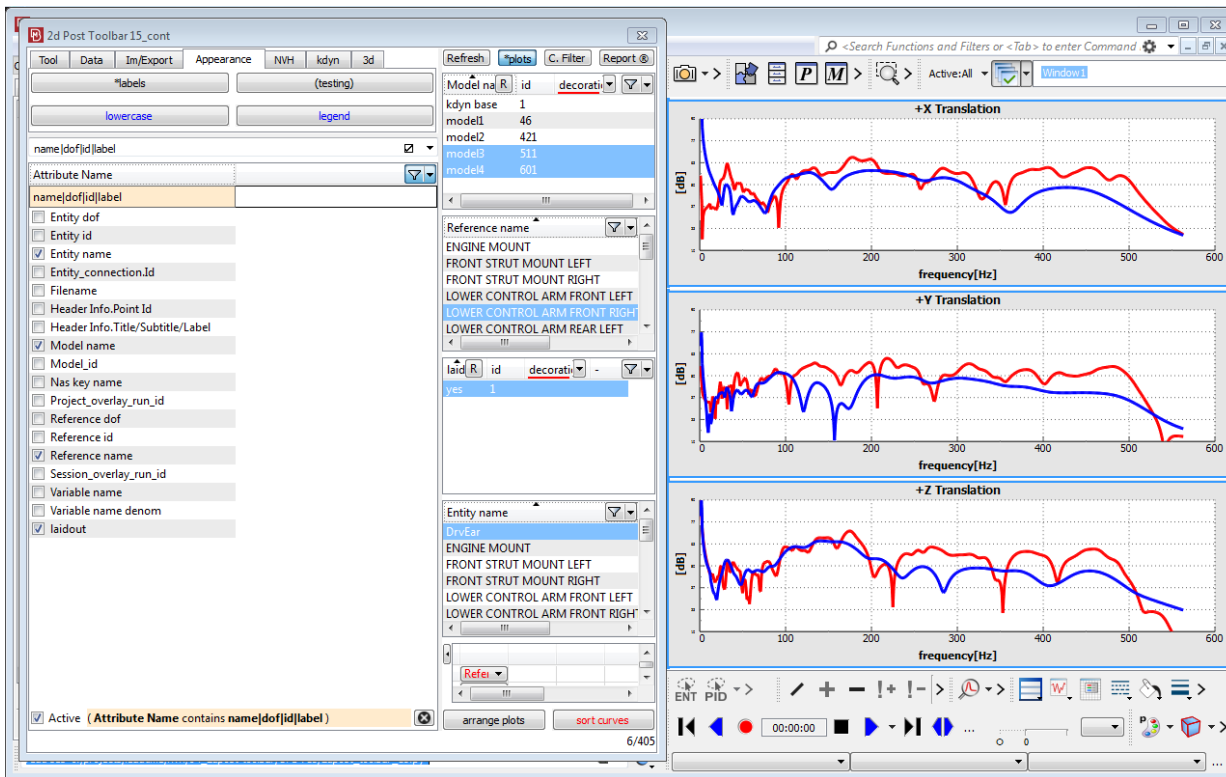 2d Post Toolbar15_cont
Tool Data Im/Export Appearance NVH kdyn 3d
*labels (testing)
lowercase legend
name|dof|id|label
Attribute Name
name|dof|id|label
Entity dof
Entity id
Entity name
Entity_connection.Id
Filename
Header Info.Point Id
Header Info.Title/Subtitle/Label
Model name
Model_id
Nas key name
Project_overlay_run_id
Reference dof
Reference id
Reference name
Session_overlay_run_id
Variable name
Variable name denom
laidout
Active ( Attribute Name contains name|dof|id|label )
Refresh *plots C. Filter Report ®
Model na R id decorati
kdyn base 1
model1 46
model2 421
model3 511
model4 601
Reference name
ENGINE MOUNT
FRONT STRUT MOUNT LEFT
FRONT STRUT MOUNT RIGHT
LOWER CONTROL ARM FRONT LEFT
LOWER CONTROL ARM FRONT RIGHT
LOWER CONTROL ARM REAR LEFT
laid R id decorati -
yes 1
Entity name
DrvEar
ENGINE MOUNT
FRONT STRUT MOUNT LEFT
FRONT STRUT MOUNT RIGHT
LOWER CONTROL ARM FRONT LEFT
LOWER CONTROL ARM FRONT RIGHT
Refer
arrange plots sort curves
6/405
<Search Functions and Filters or <Tab> to enter Command
P M Active:All Window1
+X Translation
[dB]
0 100 200 300 400 500 600
frequency[Hz]
+Y Translation
[dB]
0 100 200 300 400 500 600
frequency[Hz]
+Z Translation
[dB]
0 100 200 300 400 500 600
frequency[Hz]
ENT PID
00:00:00 ... 0 0 P
...